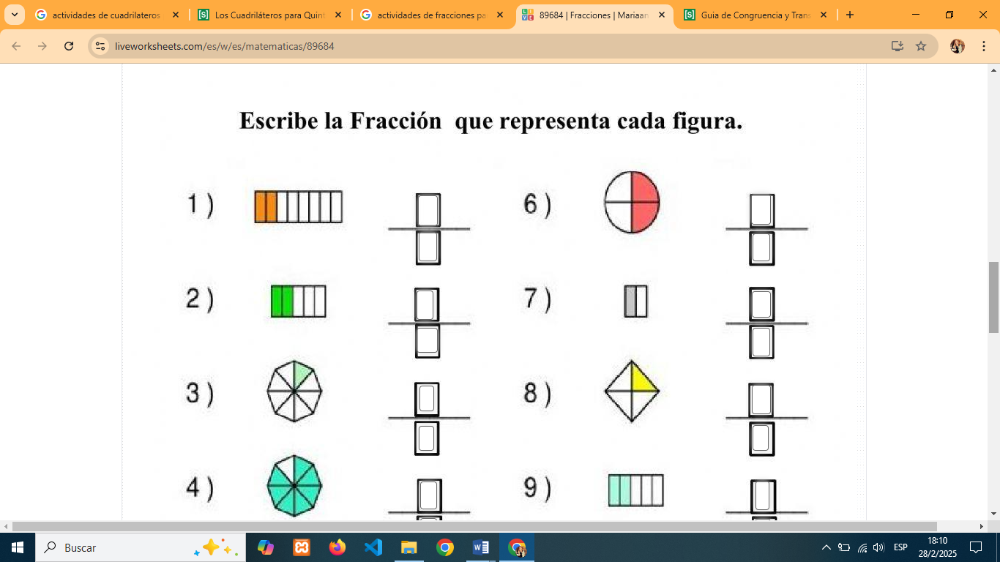 actividades de cuadrilateros
Los Cuadriláteros para Quint
actividades de fracciones pa
89684 | Fracciones | Mariaan
Guia de Congruencia y Trans
liveworksheets.com/es/w/es/matematicas/89684
Escribe la Fracción que representa cada figura.
1 )
6 )
2 )
7 )
3 )
8 )
4 )
9 )
Buscar
ESP
18:10
28/2/2025